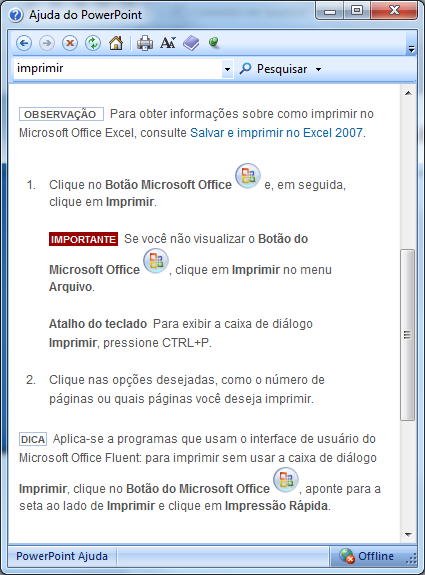 Ajuda do PowerPoint
imprimir
Pesquisar
OBSERVAÇÃO Para obter informações sobre como imprimir no
Microsoft Office Excel, consulte Salvar e imprimir no Excel 2007.
1. Clique no Botão Microsoft Office e, em seguida,
clique em Imprimir.
IMPORTANTE Se você não visualizar o Botão do
Microsoft Office, clique em Imprimir no menu
Arquivo.
Atalho do teclado Para exibir a caixa de diálogo
Imprimir, pressione CTRL+P.
2. Clique nas opções desejadas, como o número de
páginas ou quais páginas você deseja imprimir.
DICA Aplica-se a programas que usam o interface de usuário do
Microsoft Office Fluent: para imprimir sem usar a caixa de diálogo
Imprimir, clique no Botão do Microsoft Office, aponte para a
seta ao lado de Imprimir e clique em Impressão Rápida.
PowerPoint Ajuda
Offline